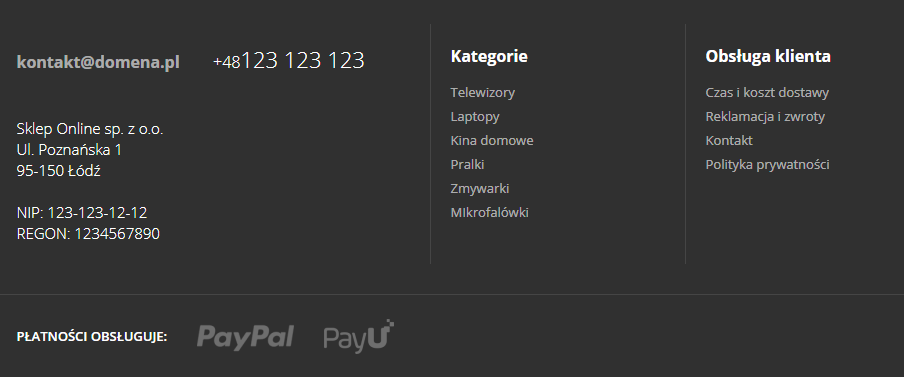 kontakt@domena.pl +48123 123 123
Sklep Online sp. z o.o.
Ul. Poznańska 1
95-150 Łódź
NIP: 123-123-12-12
REGON: 1234567890
Kategorie
Telewizory
Laptopy
Kina domowe
Pralki
Zmywarki
MIkrofalówki
Obsługa klienta
Czas i koszt dostawy
Reklamacja i zwroty
Kontakt
Polityka prywatności
PŁATNOŚCI OBSŁUGUJE: PayPal PayU